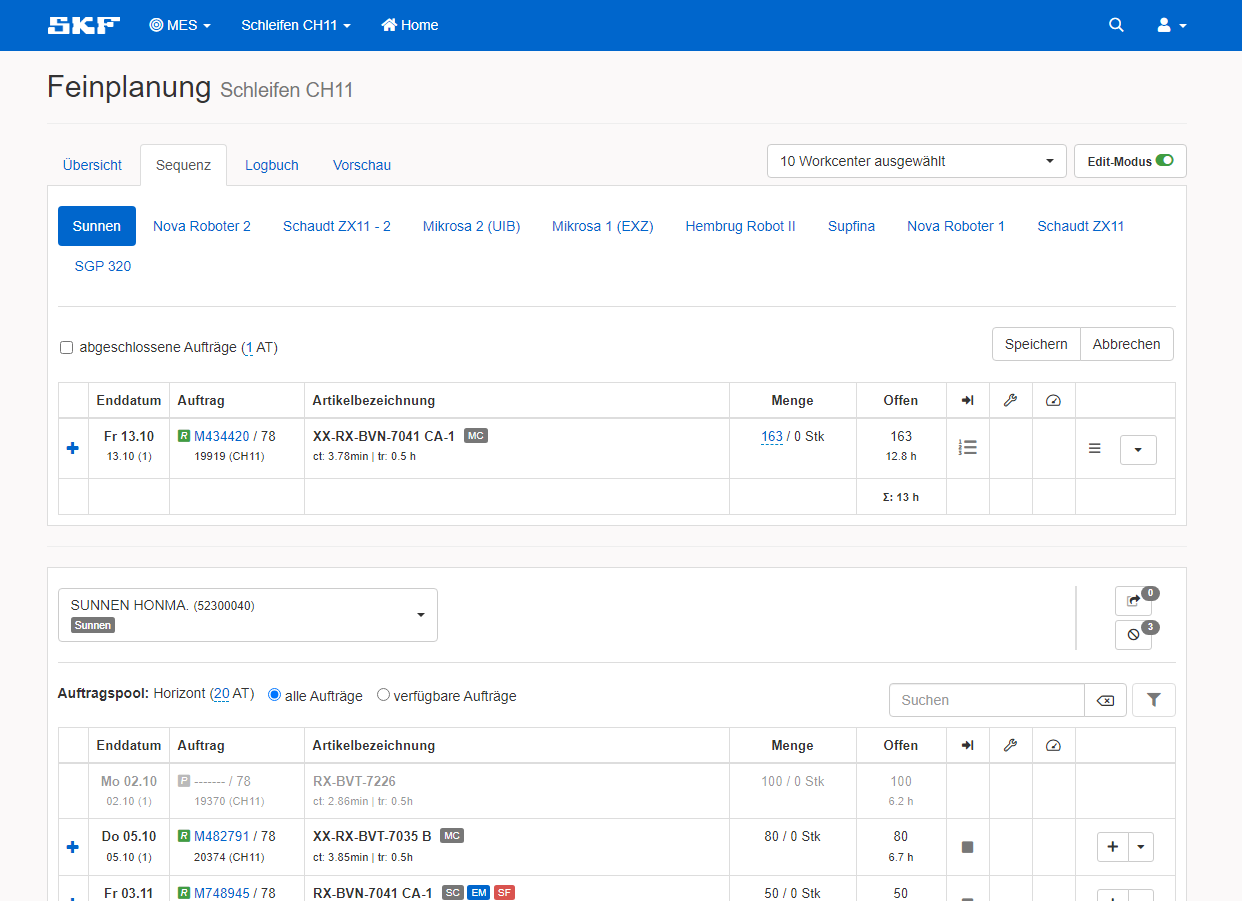 SKF MES Schleifen CH11 Home
Feinplanung Schleifen CH11
Übersicht Sequenz Logbuch Vorschau 10 Workcenter ausgewählt Edit-Modus
Sunnen Nova Roboter 2 Schaudt ZX11 - 2 Mikrosa 2 (UIB) Mikrosa 1 (EXZ) Hembrug Robot II Supfina Nova Roboter 1 Schaudt ZX11
SGP 320
abgeschlossene Aufträge (1 AT) Speichern Abbrechen
Enddatum Auftrag Artikelbezeichnung Menge Offen
Fr 13.10 R M434420 / 78 XX-RX-BVN-7041 CA-1 MC 163 / 0 Stk 163
13.10 (1) 19919 (CH11) ct: 3.78min | tr: 0.5 h 12.8 h
Σ: 13 h
SUNNEN HONMA. (52300040) 0
Sunnen 3
Auftragspool: Horizont (20 AT) alle Aufträge verfügbare Aufträge Suchen
Enddatum Auftrag Artikelbezeichnung Menge Offen
Mo 02.10 P ------- / 78 RX-BVT-7226 100 / 0 Stk 100
02.10 (1) 19370 (CH11) ct: 2.86min | tr: 0.5h 6.2 h
Do 05.10 R M482791 / 78 XX-RX-BVT-7035 B MC 80 / 0 Stk 80
05.10 (1) 20374 (CH11) ct: 3.85min | tr: 0.5h 6.7 h
Fr 03.11 R M748945 / 78 RX-BVN-7041 CA-1 SC EM SF 50 / 0 Stk 50